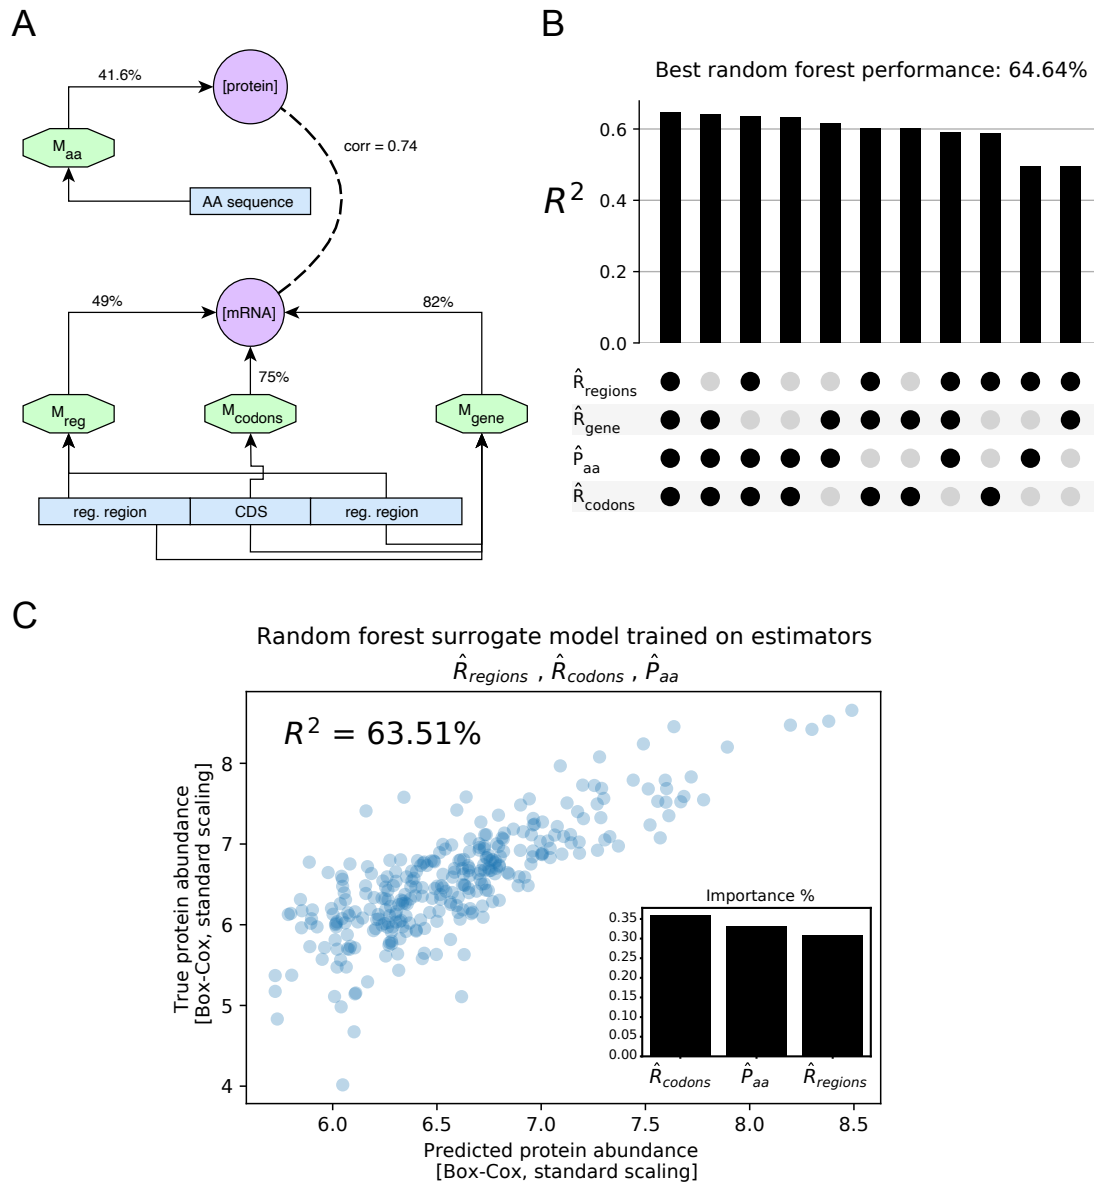 A
41.6%
[protein]
M_aa
corr = 0.74
AA sequence
49%
[mRNA]
82%
75%
M_reg
M_codons
M_gene
reg. region
CDS
reg. region
B
Best random forest performance: 64.64%
R²
0.6
0.4
0.2
0.0
R̂_regions
R̂_gene
P̂_aa
R̂_codons
C
Random forest surrogate model trained on estimators
R̂_regions , R̂_codons , P̂_aa
R² = 63.51%
True protein abundance
[Box-Cox, standard scaling]
8
7
6
5
4
Importance %
0.35
0.30
0.25
0.20
0.15
0.10
0.05
0.00
R̂_codons P̂_aa R̂_regions
6.0 6.5 7.0 7.5 8.0 8.5
Predicted protein abundance
[Box-Cox, standard scaling]